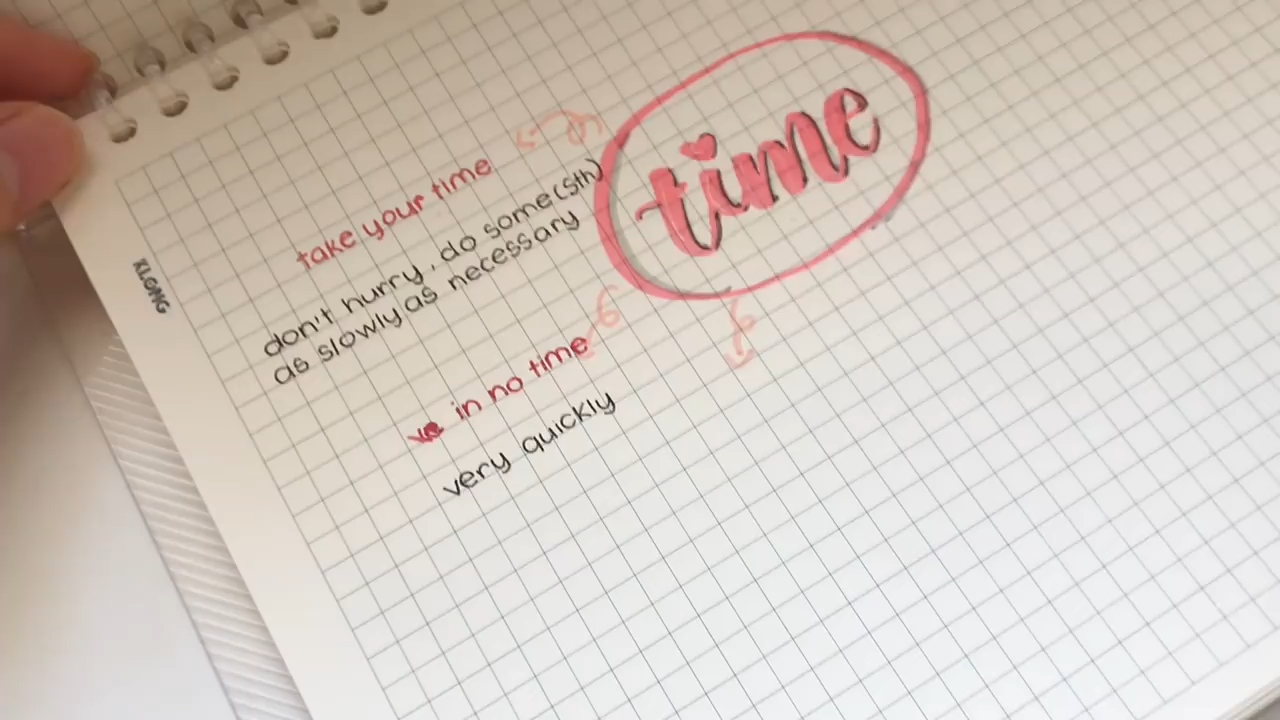 time
take your time
don't hurry, do some(sth)
as slowly as necessary
in no time
very quickly
KLONG